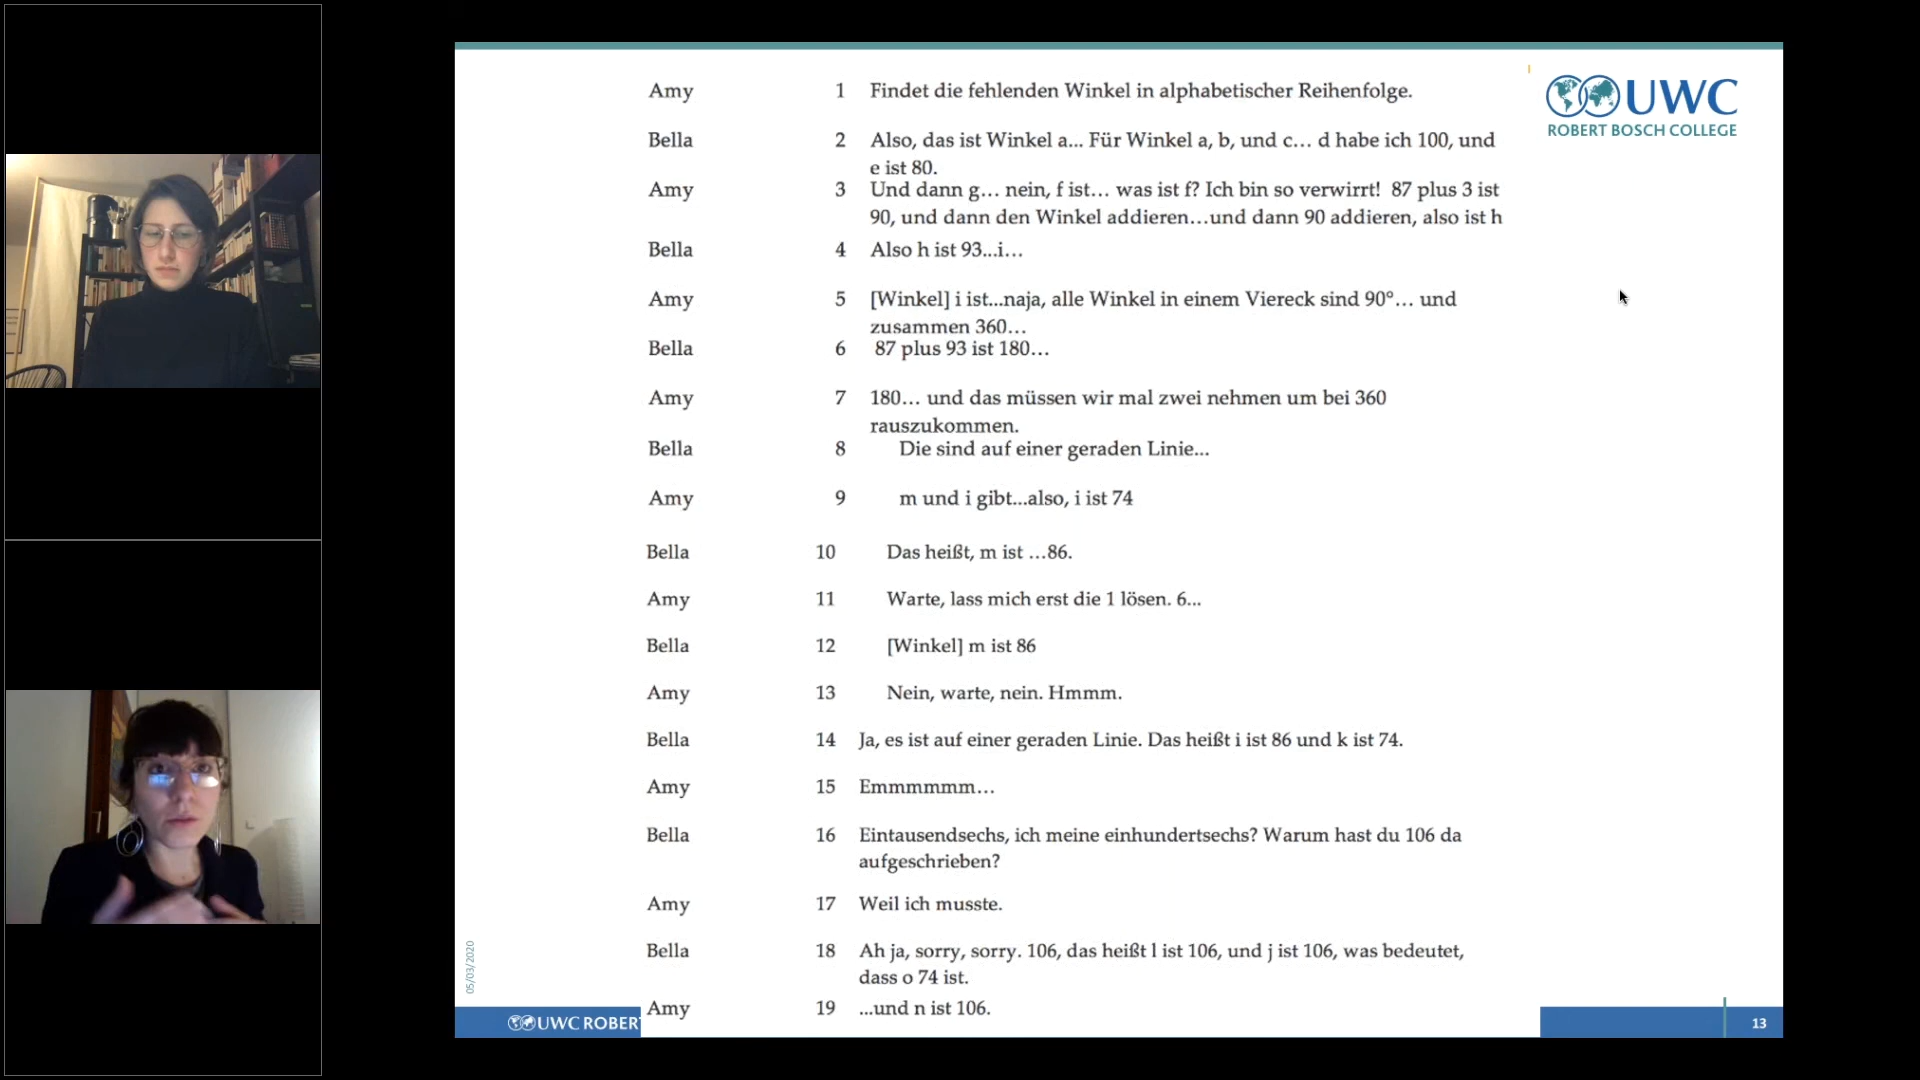 UWC
ROBERT BOSCH COLLEGE
Amy 1 Findet die fehlenden Winkel in alphabetischer Reihenfolge.
Bella 2 Also, das ist Winkel a... Für Winkel a, b, und c... d habe ich 100, und
e ist 80.
Amy 3 Und dann g... nein, f ist... was ist f? Ich bin so verwirrt! 87 plus 3 ist
90, und dann den Winkel addieren...und dann 90 addieren, also ist h
Bella 4 Also h ist 93...i...
Amy 5 [Winkel] i ist...naja, alle Winkel in einem Viereck sind 90°... und
zusammen 360...
Bella 6 87 plus 93 ist 180...
Amy 7 180... und das müssen wir mal zwei nehmen um bei 360
rauszukommen.
Bella 8 Die sind auf einer geraden Linie...
Amy 9 m und i gibt...also, i ist 74
Bella 10 Das heißt, m ist ...86.
Amy 11 Warte, lass mich erst die 1 lösen. 6...
Bella 12 [Winkel] m ist 86
Amy 13 Nein, warte, nein. Hmmm.
Bella 14 Ja, es ist auf einer geraden Linie. Das heißt i ist 86 und k ist 74.
Amy 15 Emmmmmm...
Bella 16 Eintausendsechs, ich meine einhundertsechs? Warum hast du 106 da
aufgeschrieben?
Amy 17 Weil ich musste.
Bella 18 Ah ja, sorry, sorry. 106, das heißt l ist 106, und j ist 106, was bedeutet,
dass o 74 ist.
Amy 19 ...und n ist 106.
05/03/2020
UWC ROBER
13